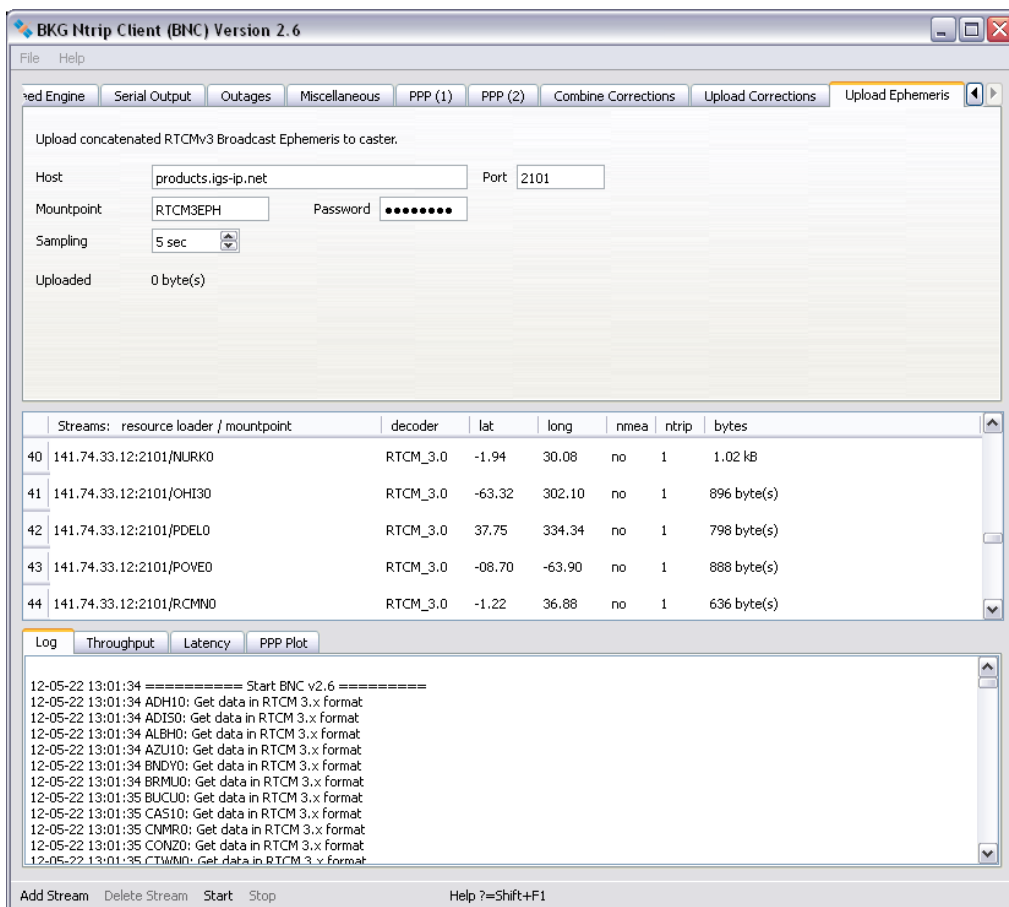 BKG Ntrip Client (BNC) Version 2.6
File Help
Engine Serial Output Outages Miscellaneous PPP (1) PPP (2) Combine Corrections Upload Corrections Upload Ephemeris
Upload concatenated RTCMv3 Broadcast Ephemeris to caster.
Host products.igs-ip.net Port 2101
Mountpoint RTCM3EPH Password ●●●●●●●●
Sampling 5 sec
Uploaded 0 byte(s)
Streams: resource loader / mountpoint decoder lat long nmea ntrip bytes
40 141.74.33.12:2101/NURK0 RTCM_3.0 -1.94 30.08 no 1 1.02 kB
41 141.74.33.12:2101/OHI30 RTCM_3.0 -63.32 302.10 no 1 896 byte(s)
42 141.74.33.12:2101/PDEL0 RTCM_3.0 37.75 334.34 no 1 798 byte(s)
43 141.74.33.12:2101/POVE0 RTCM_3.0 -08.70 -63.90 no 1 888 byte(s)
44 141.74.33.12:2101/RCMN0 RTCM_3.0 -1.22 36.88 no 1 636 byte(s)
Log Throughput Latency PPP Plot
12-05-22 13:01:34 ========== Start BNC v2.6 =========
12-05-22 13:01:34 ADH10: Get data in RTCM 3.x format
12-05-22 13:01:34 ADIS0: Get data in RTCM 3.x format
12-05-22 13:01:34 ALBH0: Get data in RTCM 3.x format
12-05-22 13:01:34 AZU10: Get data in RTCM 3.x format
12-05-22 13:01:34 BNDY0: Get data in RTCM 3.x format
12-05-22 13:01:34 BRMU0: Get data in RTCM 3.x format
12-05-22 13:01:35 BUCU0: Get data in RTCM 3.x format
12-05-22 13:01:35 CAS10: Get data in RTCM 3.x format
12-05-22 13:01:35 CNMR0: Get data in RTCM 3.x format
12-05-22 13:01:35 CONZ0: Get data in RTCM 3.x format
12-05-22 13:01:35 CTWN0: Get data in RTCM 3.x format
Add Stream Delete Stream Start Stop Help ?=Shift+F1